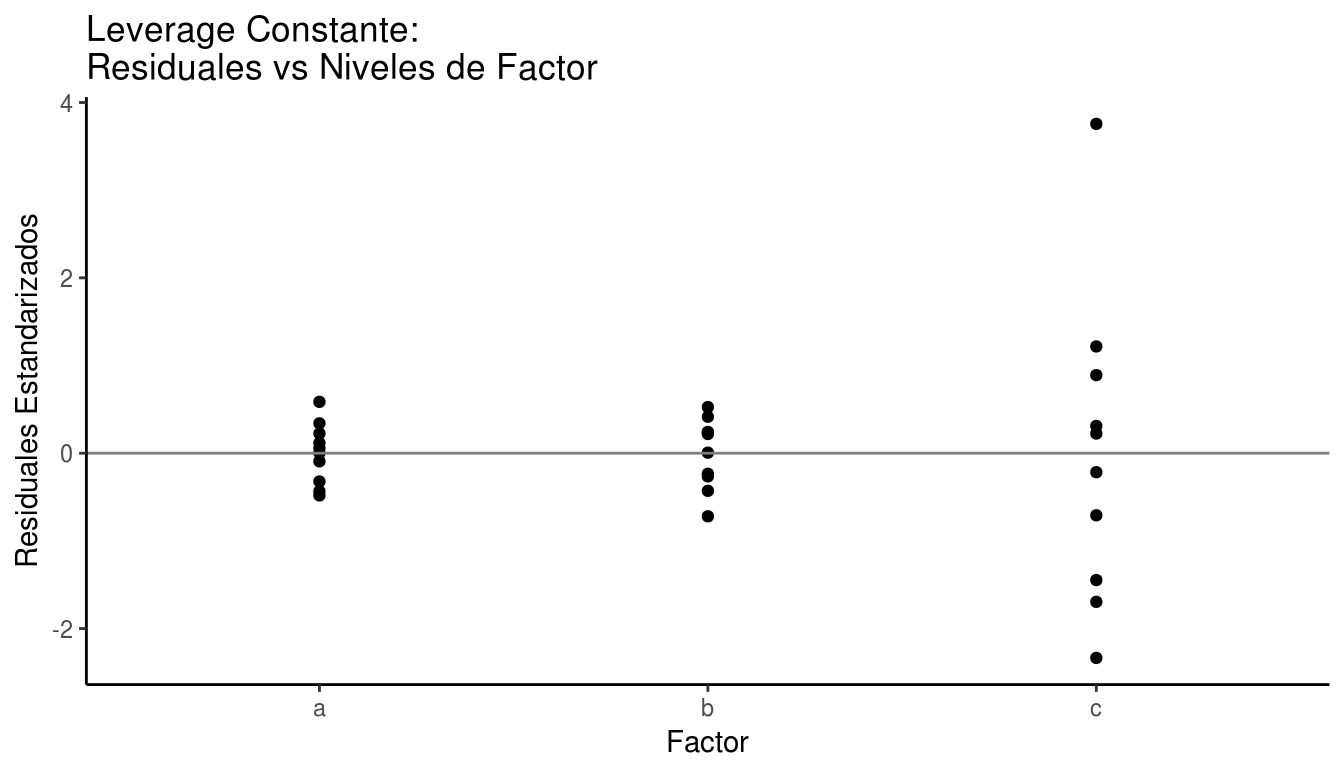 Leverage Constante:
Residuales vs Niveles de Factor
Residuales Estandarizados
4
2
0
-2
a
b
c
Factor